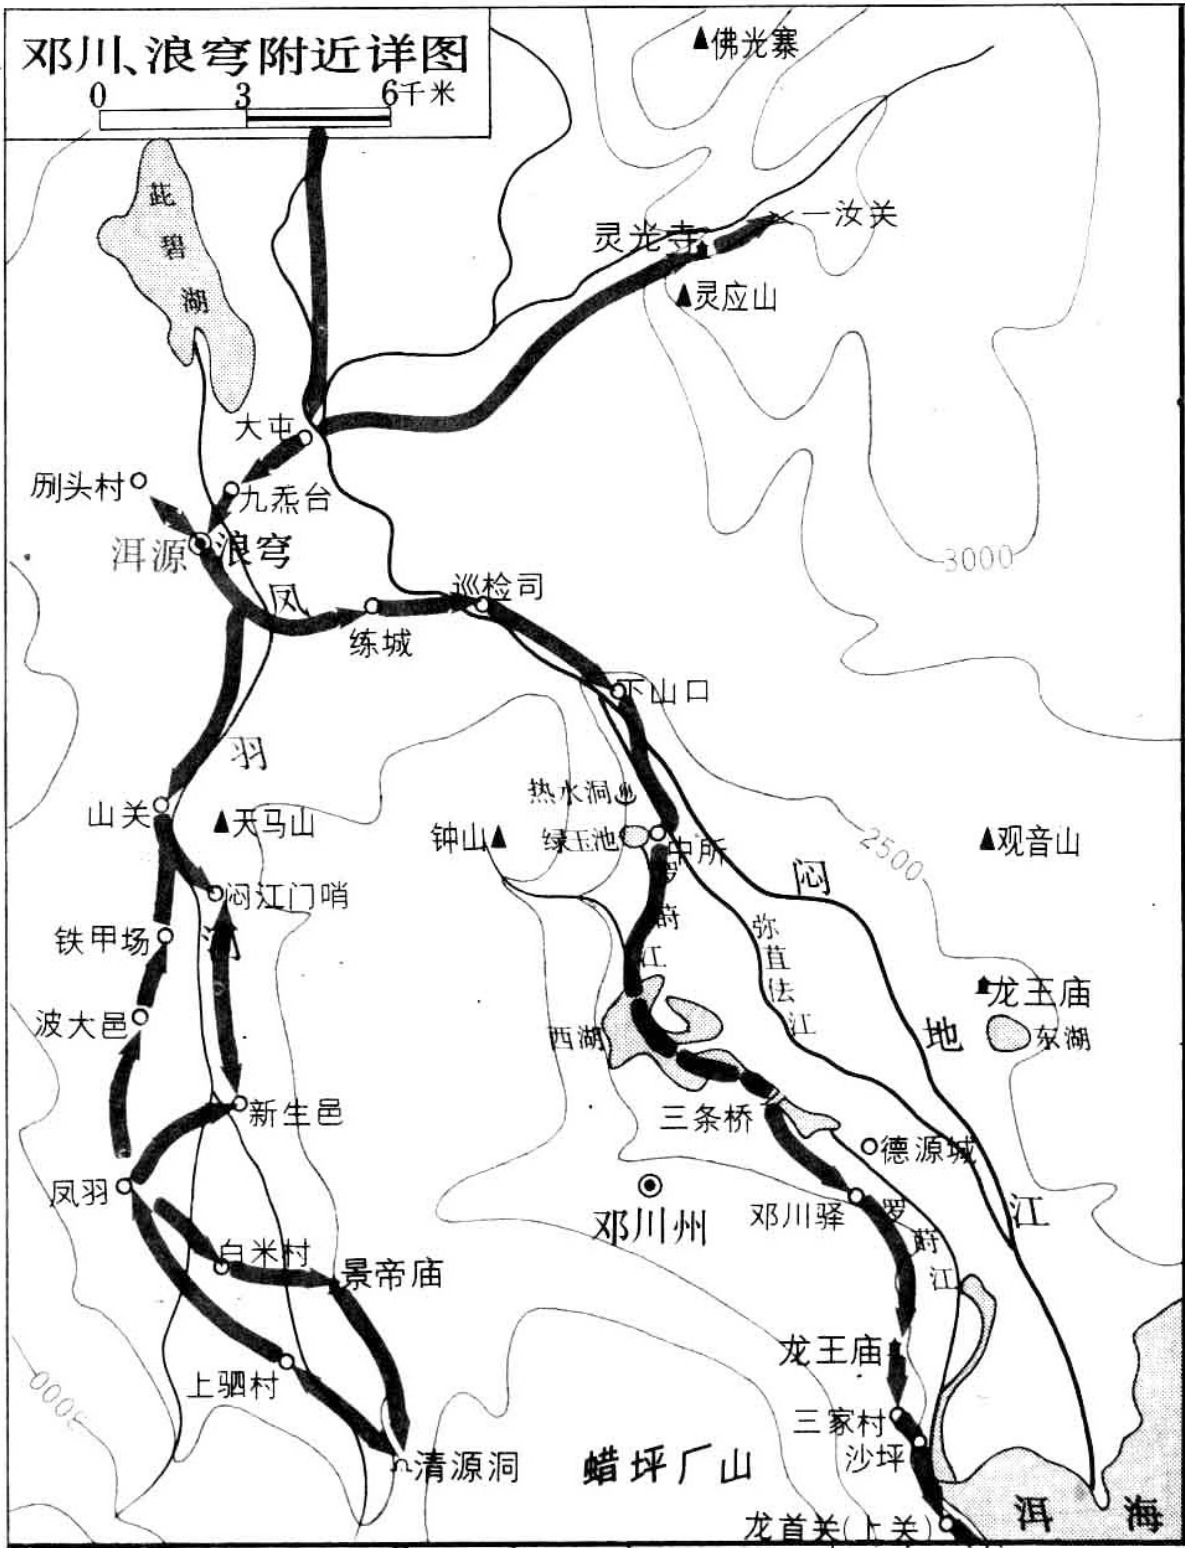 邓川、浪穹附近详图
0 3 6千米
佛光寨
茈碧湖
一汝关
灵光寺
灵应山
大屯
九炁台
浪穹
洱源
凤
3000
巡检司
练城
下山口
羽
山关
天马山
热水洞
钟山
绿玉池
中所
2500
观音山
闷
罗莳江
弥苴佉江
闷江门哨
铁甲场
龙王庙
波大邑
西湖
地
东湖
新生邑
三条桥
德源城
凤羽
邓川州
邓川驿
罗莳江
江
白米村
景帝庙
龙王庙
上驷村
3000
三家村
沙坪
清源洞
蜡坪厂山
龙首关(上关)
洱海